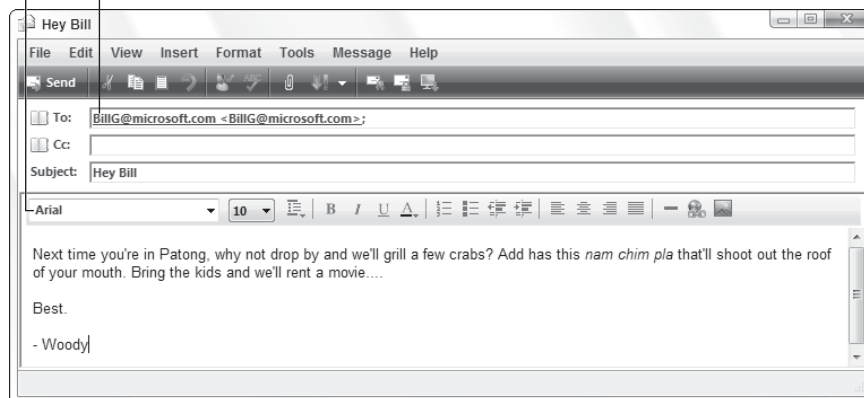 Hey Bill
File Edit View Insert Format Tools Message Help
Send
To: BillG@microsoft.com <BillG@microsoft.com>;
Cc:
Subject: Hey Bill
Arial 10 B I U A
Next time you're in Patong, why not drop by and we'll grill a few crabs? Add has this nam chim pla that'll shoot out the roof
of your mouth. Bring the kids and we'll rent a movie....
Best.
- Woody